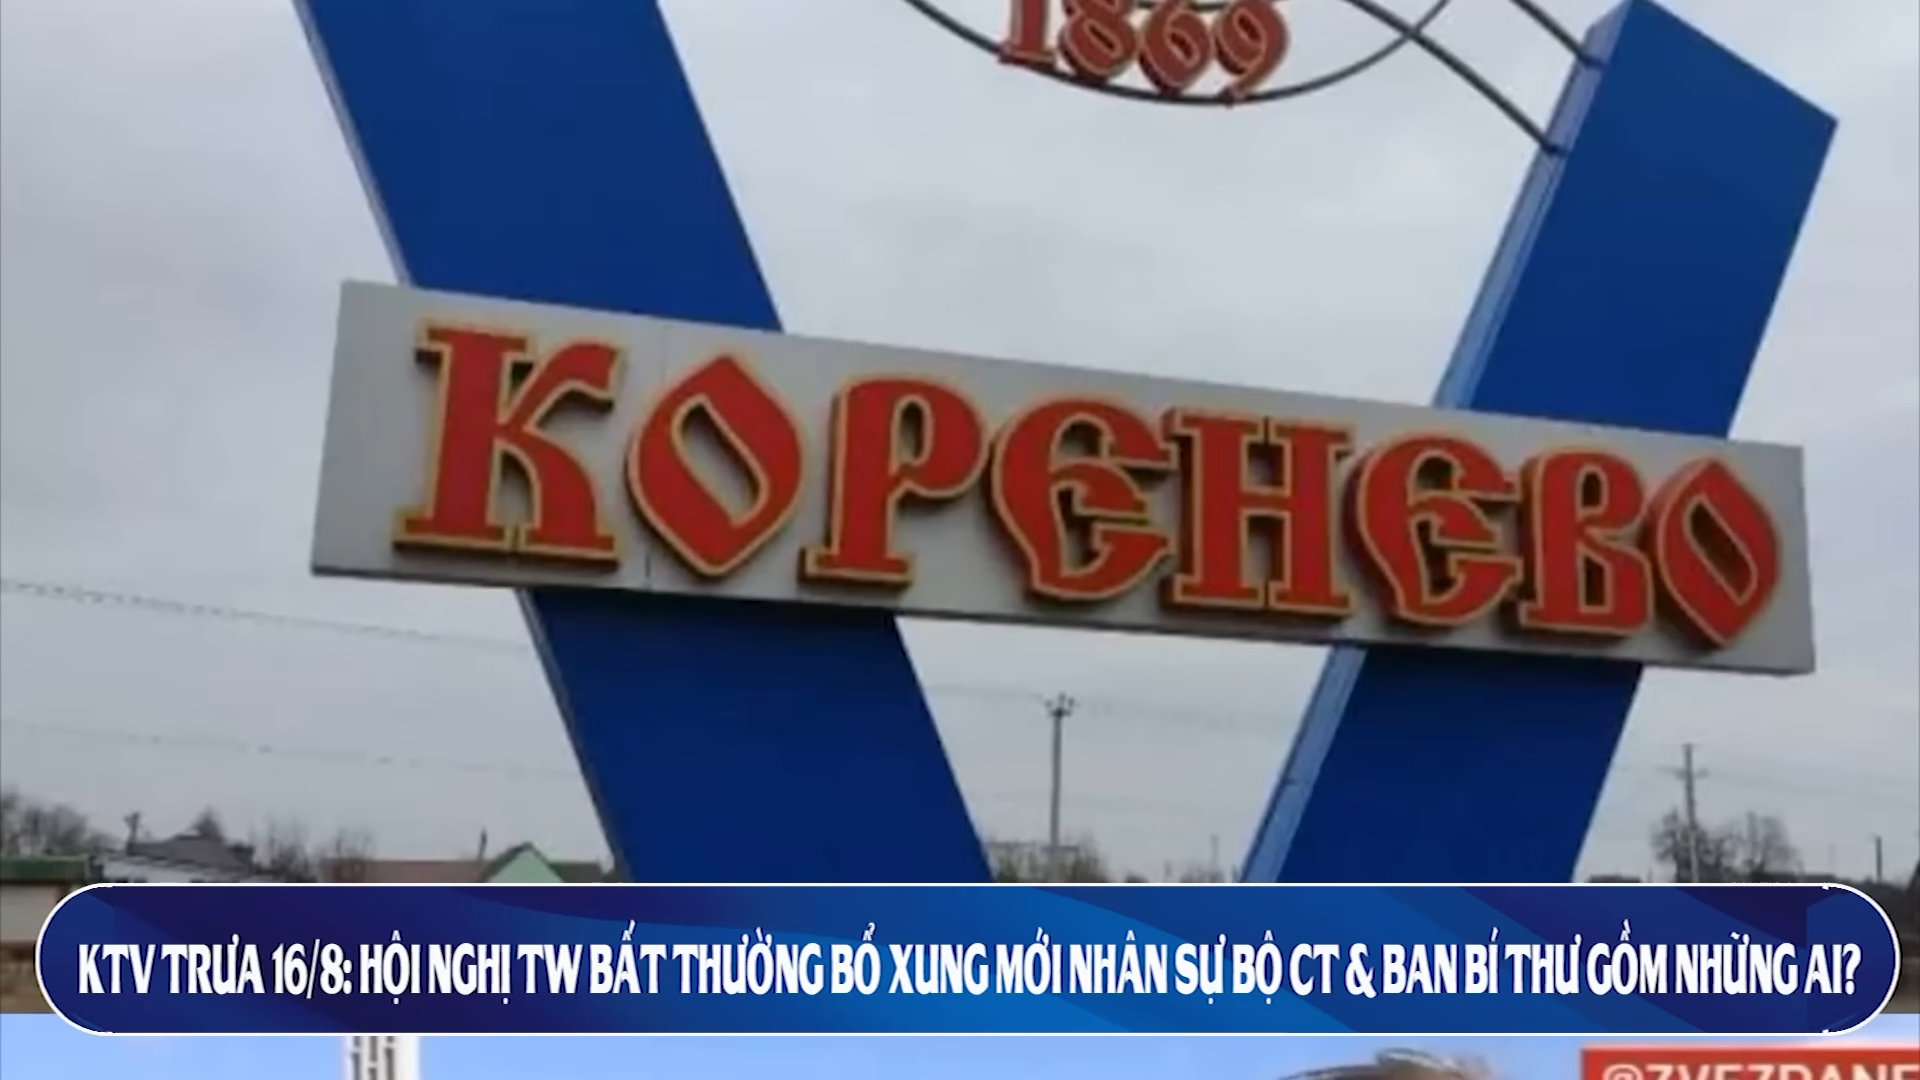 1869
КОРЕНЕВО
KTV TRƯA 16/8: HỘI NGHỊ TW BẤT THƯỜNG BỔ XUNG MỚI NHÂN SỰ BỘ CT & BAN BÍ THƯ GỒM NHỮNG AI?